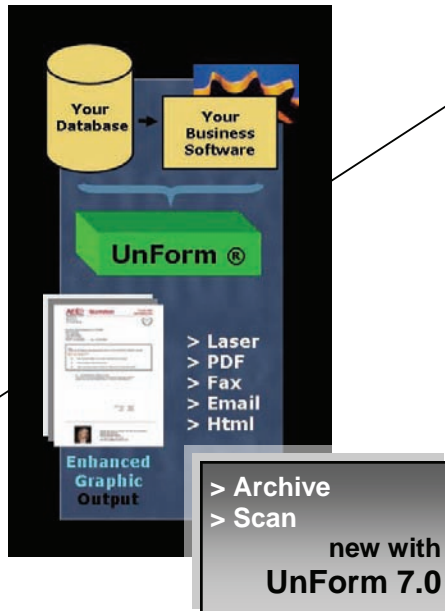 Your
Database
Your
Business
Software
UnForm ®
> Laser
> PDF
> Fax
> Email
> Html
Enhanced
Graphic
Output
> Archive
> Scan
new with
UnForm 7.0